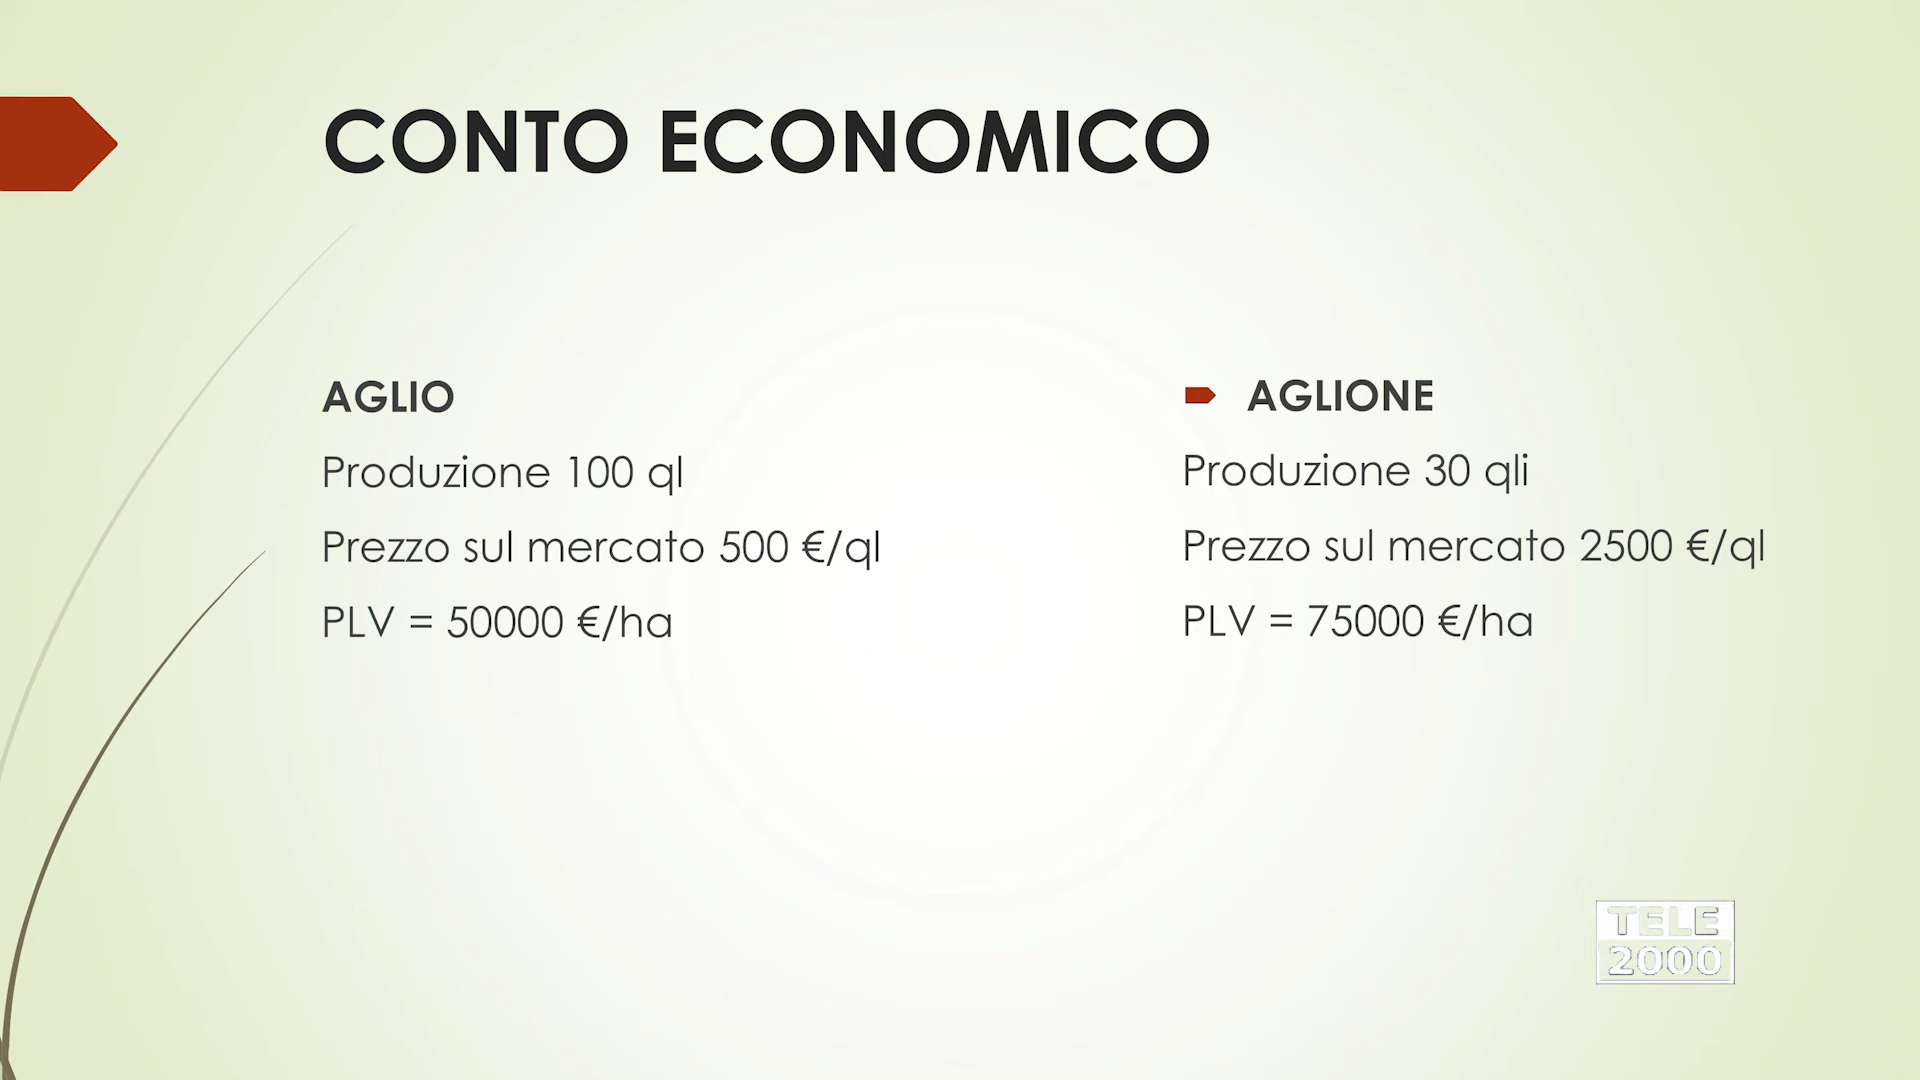 CONTO ECONOMICO
AGLIO
Produzione 100 ql
Prezzo sul mercato 500 €/ql
PLV = 50000 €/ha
AGLIONE
Produzione 30 qli
Prezzo sul mercato 2500 €/ql
PLV = 75000 €/ha
TELE
2000